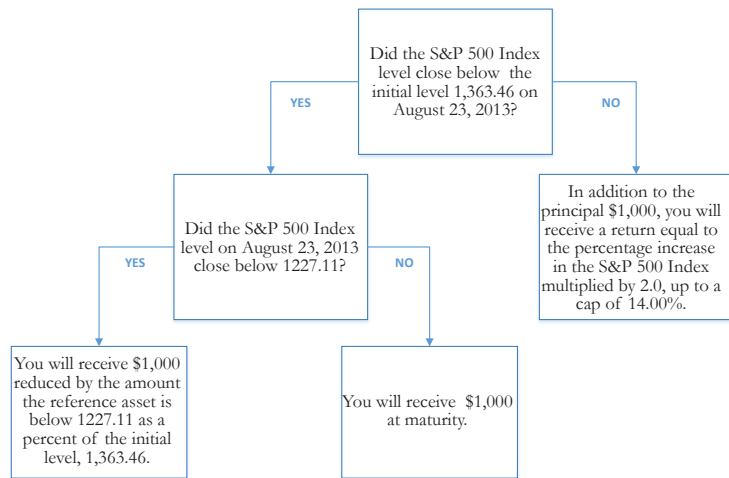 Did the S&P 500 Index
level close below the
initial level 1,363.46 on
August 23, 2013?
YES
NO
Did the S&P 500 Index
level on August 23, 2013
close below 1227.11?
In addition to the
principal $1,000, you will
receive a return equal to
the percentage increase
in the S&P 500 Index
multiplied by 2.0, up to a
cap of 14.00%.
YES
NO
You will receive $1,000
reduced by the amount
the reference asset is
below 1227.11 as a
percent of the initial
level, 1,363.46.
You will receive $1,000
at maturity.